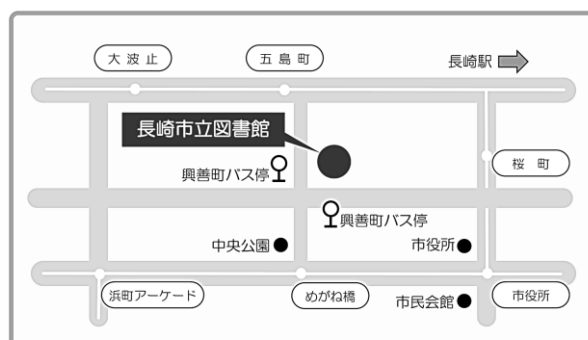 大波止
五島町
長崎駅
長崎市立図書館
桜町
興善町バス停
興善町バス停
中央公園
市役所
浜町アーケード
めがね橋
市民会館
市役所